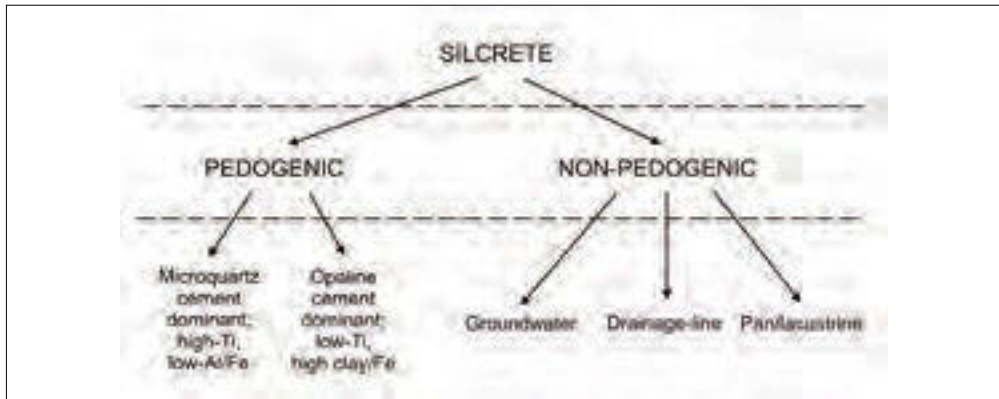 SILCRETE
PEDOGENIC
NON-PEDOGENIC
Microquartz
cement
dominant;
high-Ti,
low-Al/Fe
Opaline
cement
dominant;
low-Ti,
high clay/Fe
Groundwater
Drainage-line
Pan/lacustrine